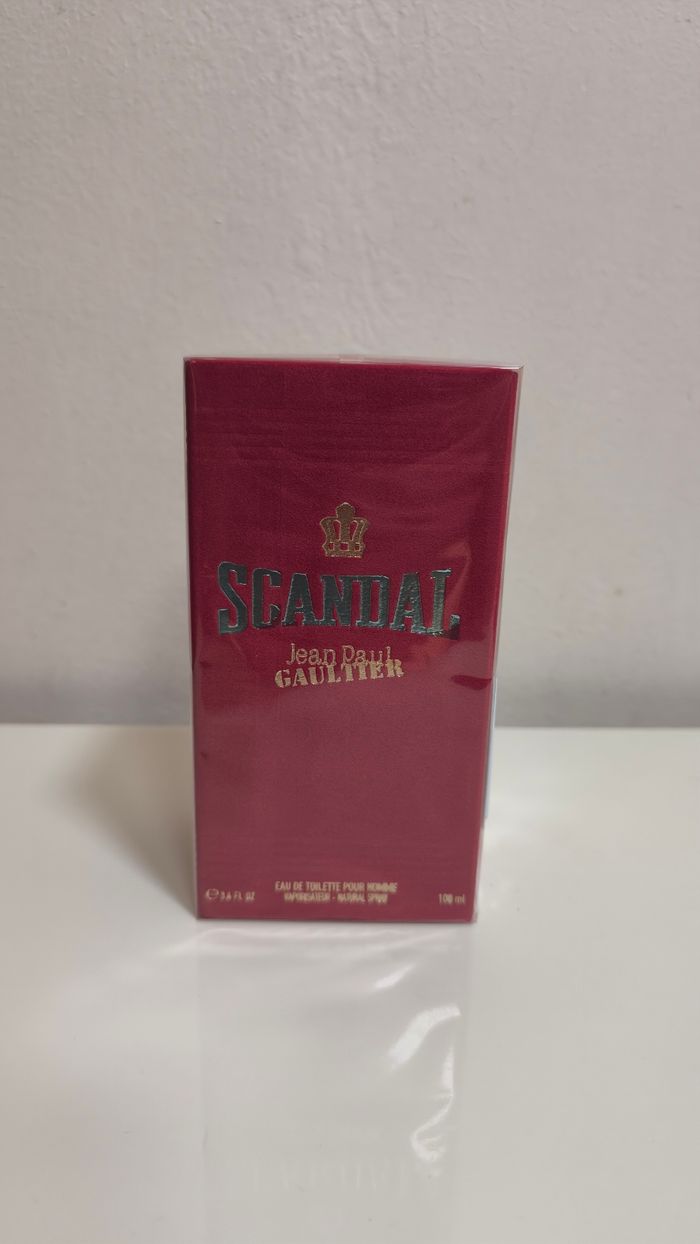 SCANDAL
Jean Paul
GAULTIER
EAU DE TOILETTE POUR HOMME
VAPORISATEUR - NATURAL SPRAY
℮ 3.4 FL OZ
100 ml